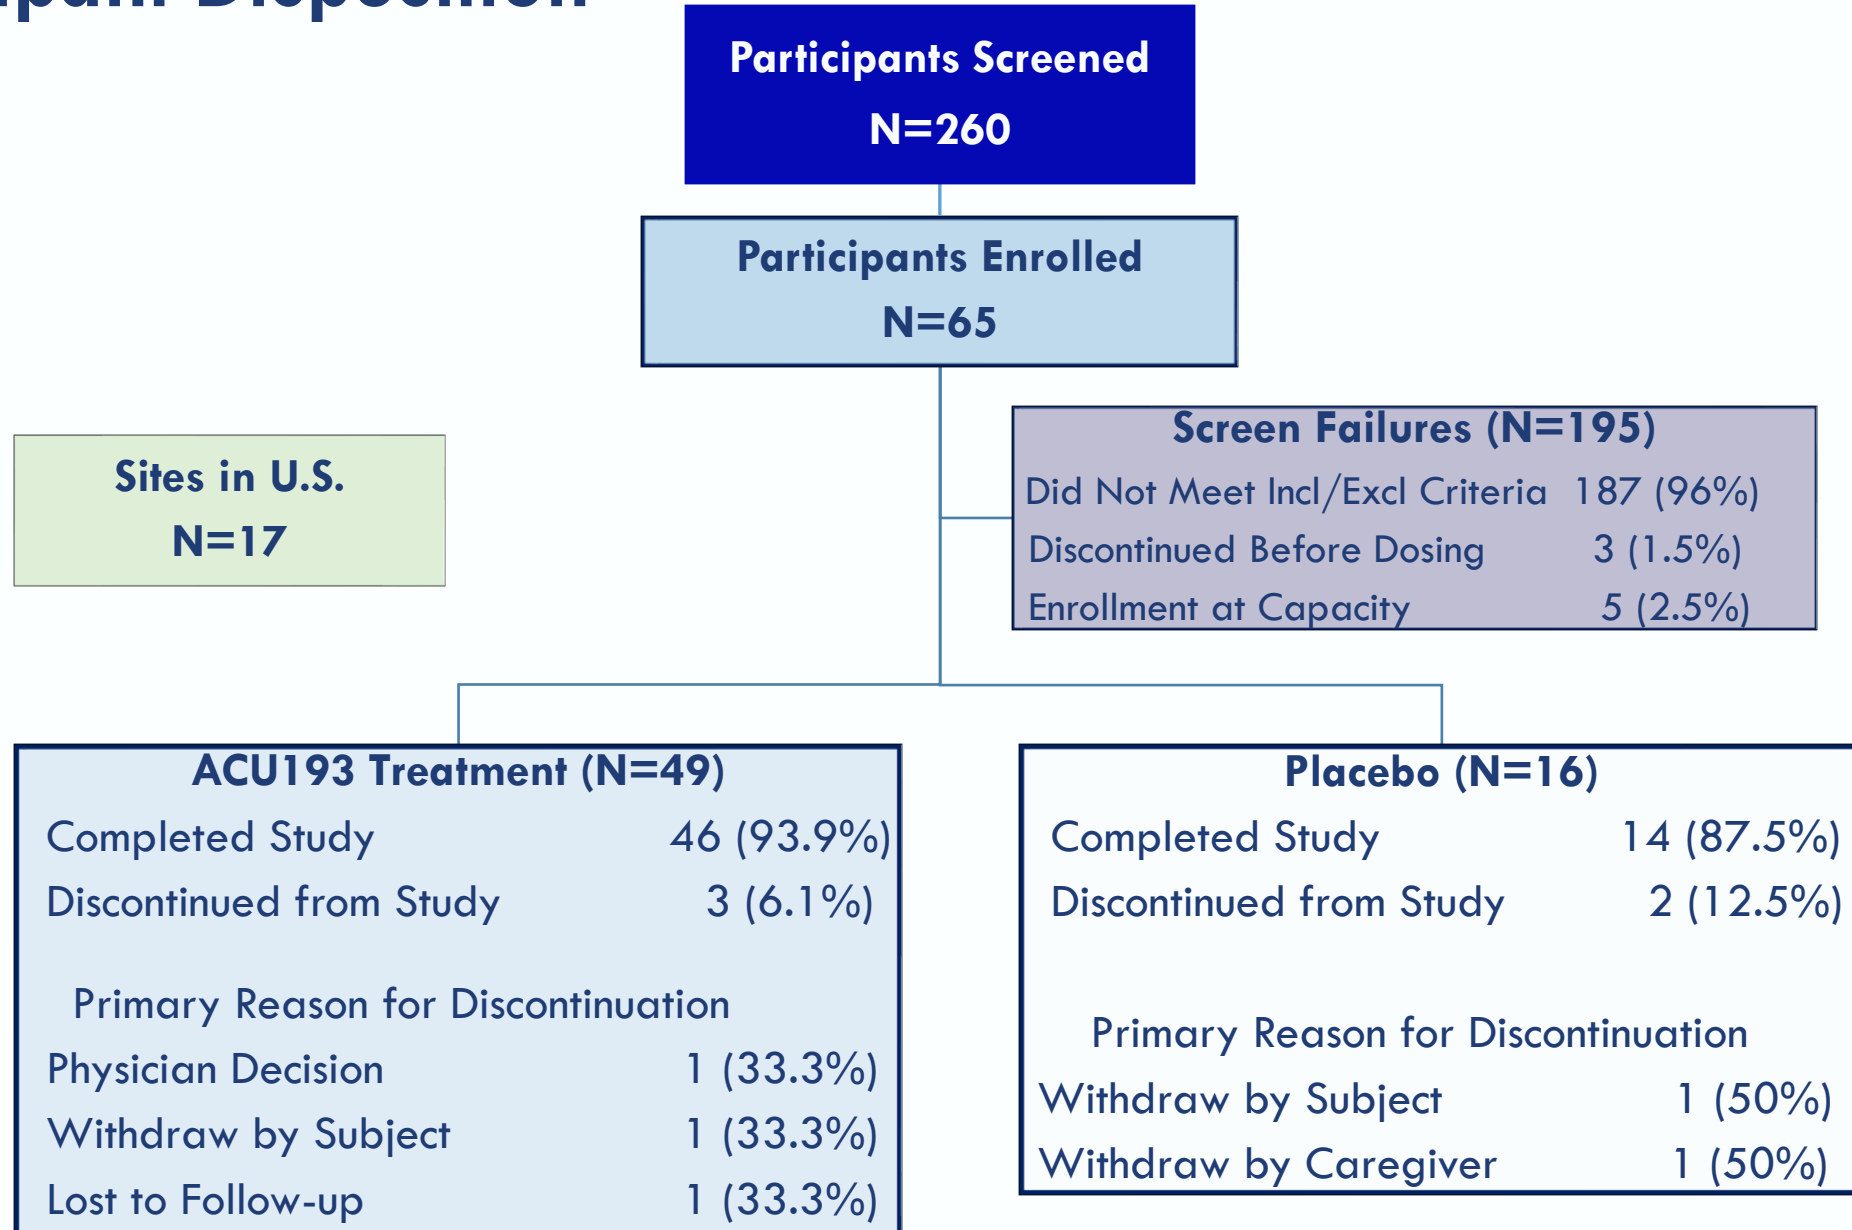 Participants Screened
N=260
Participants Enrolled
N=65
Sites in U.S.
N=17
Screen Failures (N=195)
Did Not Meet Incl/Excl Criteria 187 (96%)
Discontinued Before Dosing 3 (1.5%)
Enrollment at Capacity 5 (2.5%)
ACU193 Treatment (N=49)
Completed Study 46 (93.9%)
Discontinued from Study 3 (6.1%)
Primary Reason for Discontinuation
Physician Decision 1 (33.3%)
Withdraw by Subject 1 (33.3%)
Lost to Follow-up 1 (33.3%)
Placebo (N=16)
Completed Study 14 (87.5%)
Discontinued from Study 2 (12.5%)
Primary Reason for Discontinuation
Withdraw by Subject 1 (50%)
Withdraw by Caregiver 1 (50%)